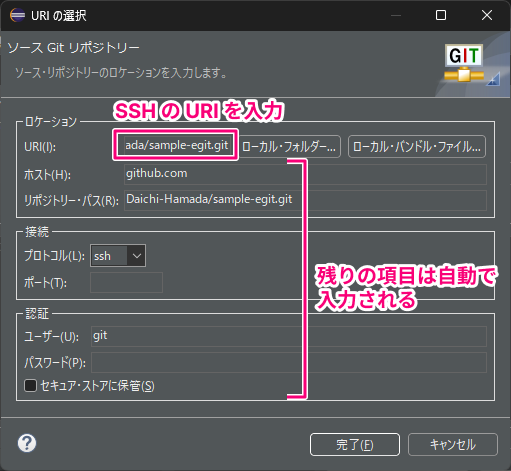 URI の選択
ソース Git リポジトリー
ソース・リポジトリーのロケーションを入力します。
GIT
SSH の URI を入力
ロケーション
URI(I):
ada/sample-egit.git
ローカル・フォルダー...
ローカル・バンドル・ファイル...
ホスト(H):
github.com
リポジトリー・パス(R):
Daichi-Hamada/sample-egit.git
接続
プロトコル(L):
ssh
ポート(T):
残りの項目は自動で
入力される
認証
ユーザー(U):
git
パスワード(P):
セキュア・ストアに保管(S)
?
完了(F)
キャンセル